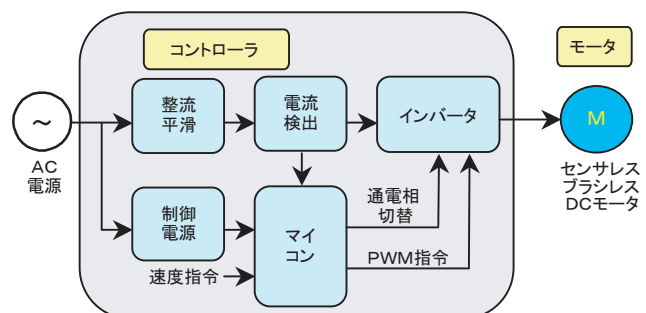 コントローラ
モータ
整流
平滑
電流
検出
インバータ
～
M
AC
電源
センサレス
ブラシレス
DCモータ
通電相
切替
制御
電源
マイ
コン
速度指令
PWM指令